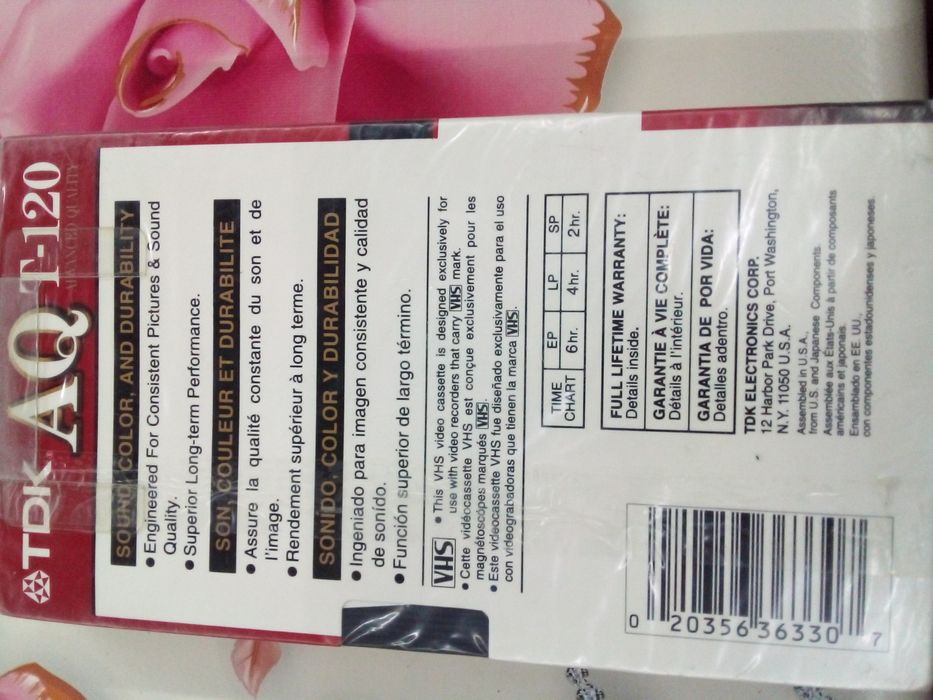 TDK AQ T-120
ADVANCED QUALITY
SOUND, COLOR, AND DURABILITY
● Engineered For Consistent Pictures & Sound
Quality.
● Superior Long-term Performance.
SON, COULEUR ET DURABILITE
● Assure la qualité constante du son et de
l'image.
● Rendement supérieur à long terme.
SONIDO, COLOR Y DURABILIDAD
● Ingeniado para imagen consistente y calidad
de sonido.
● Función superior de largo término.
VHS ● This VHS video cassette is designed exclusively for
use with video recorders that carry VHS mark.
● Cette vidéocassette VHS est conçue exclusivement pour les
magnétoscopes marqués VHS.
● Este videocassette VHS fue diseñado exclusivamente para el uso
con videograbadoras que tienen la marca VHS.
TIME CHART EP LP SP
6hr. 4hr. 2hr.
FULL LIFETIME WARRANTY:
Details inside.
GARANTIE À VIE COMPLÈTE:
Détails à l'intérieur.
GARANTIA DE POR VIDA:
Detalles adentro.
TDK ELECTRONICS CORP.
12 Harbor Park Drive, Port Washington,
N.Y. 11050 U.S.A.
Assembled in U.S.A.,
from U.S. and Japanese Components.
Assemblée aux États-Unis à partir de composants
américains et japonais.
Ensamblado en EE. UU.,
con componentes estadounidenses y japoneses.
0 20356 36330 7